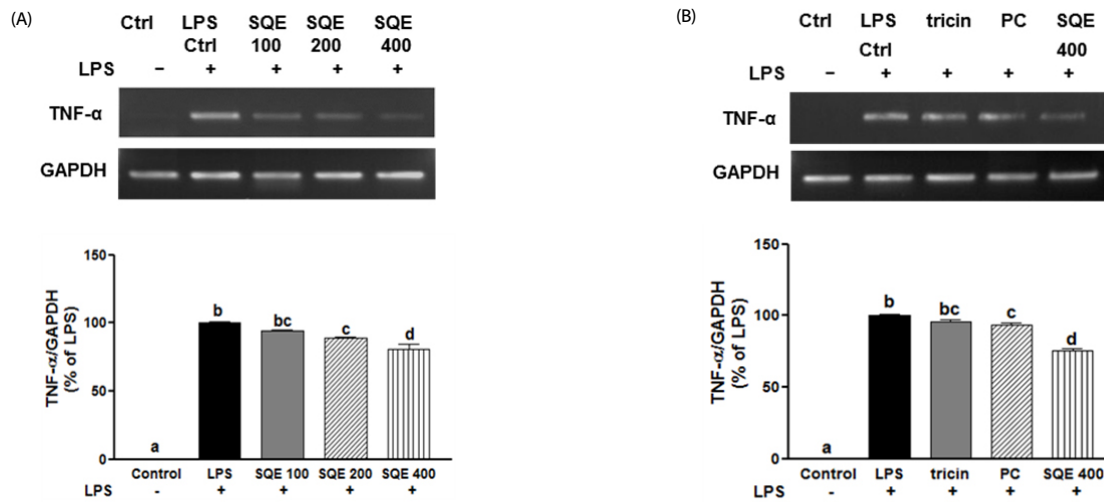 (A)
Ctrl LPS SQE SQE SQE
Ctrl 100 200 400
LPS – + + + +
TNF-α
GAPDH
TNF-α/GAPDH
(% of LPS)
150
100
50
0
a b bc c d
Control LPS SQE 100 SQE 200 SQE 400
LPS - + + + +
(B)
Ctrl LPS tricin PC SQE
Ctrl 400
LPS – + + + +
TNF-α
GAPDH
TNF-α/GAPDH
(% of LPS)
150
100
50
0
a b bc c d
Control LPS tricin PC SQE 400
LPS - + + + +